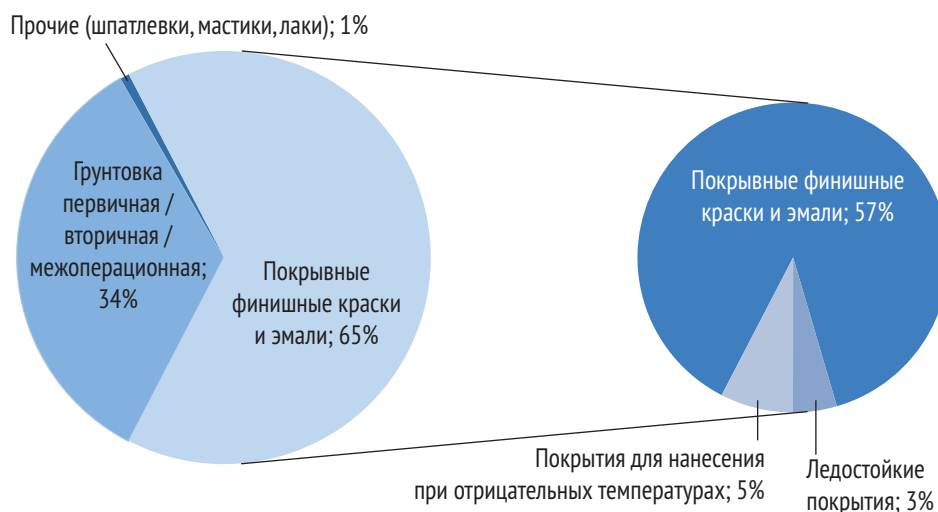 Прочие (шпатлевки, мастики, лаки); 1%
Грунтовка
первичная /
вторичная /
межоперационная;
34%
Покрывные
финишные краски
и эмали; 65%
Покрывные финишные
краски и эмали; 57%
Покрытия для нанесения
при отрицательных температурах; 5%
Ледостойкие
покрытия; 3%